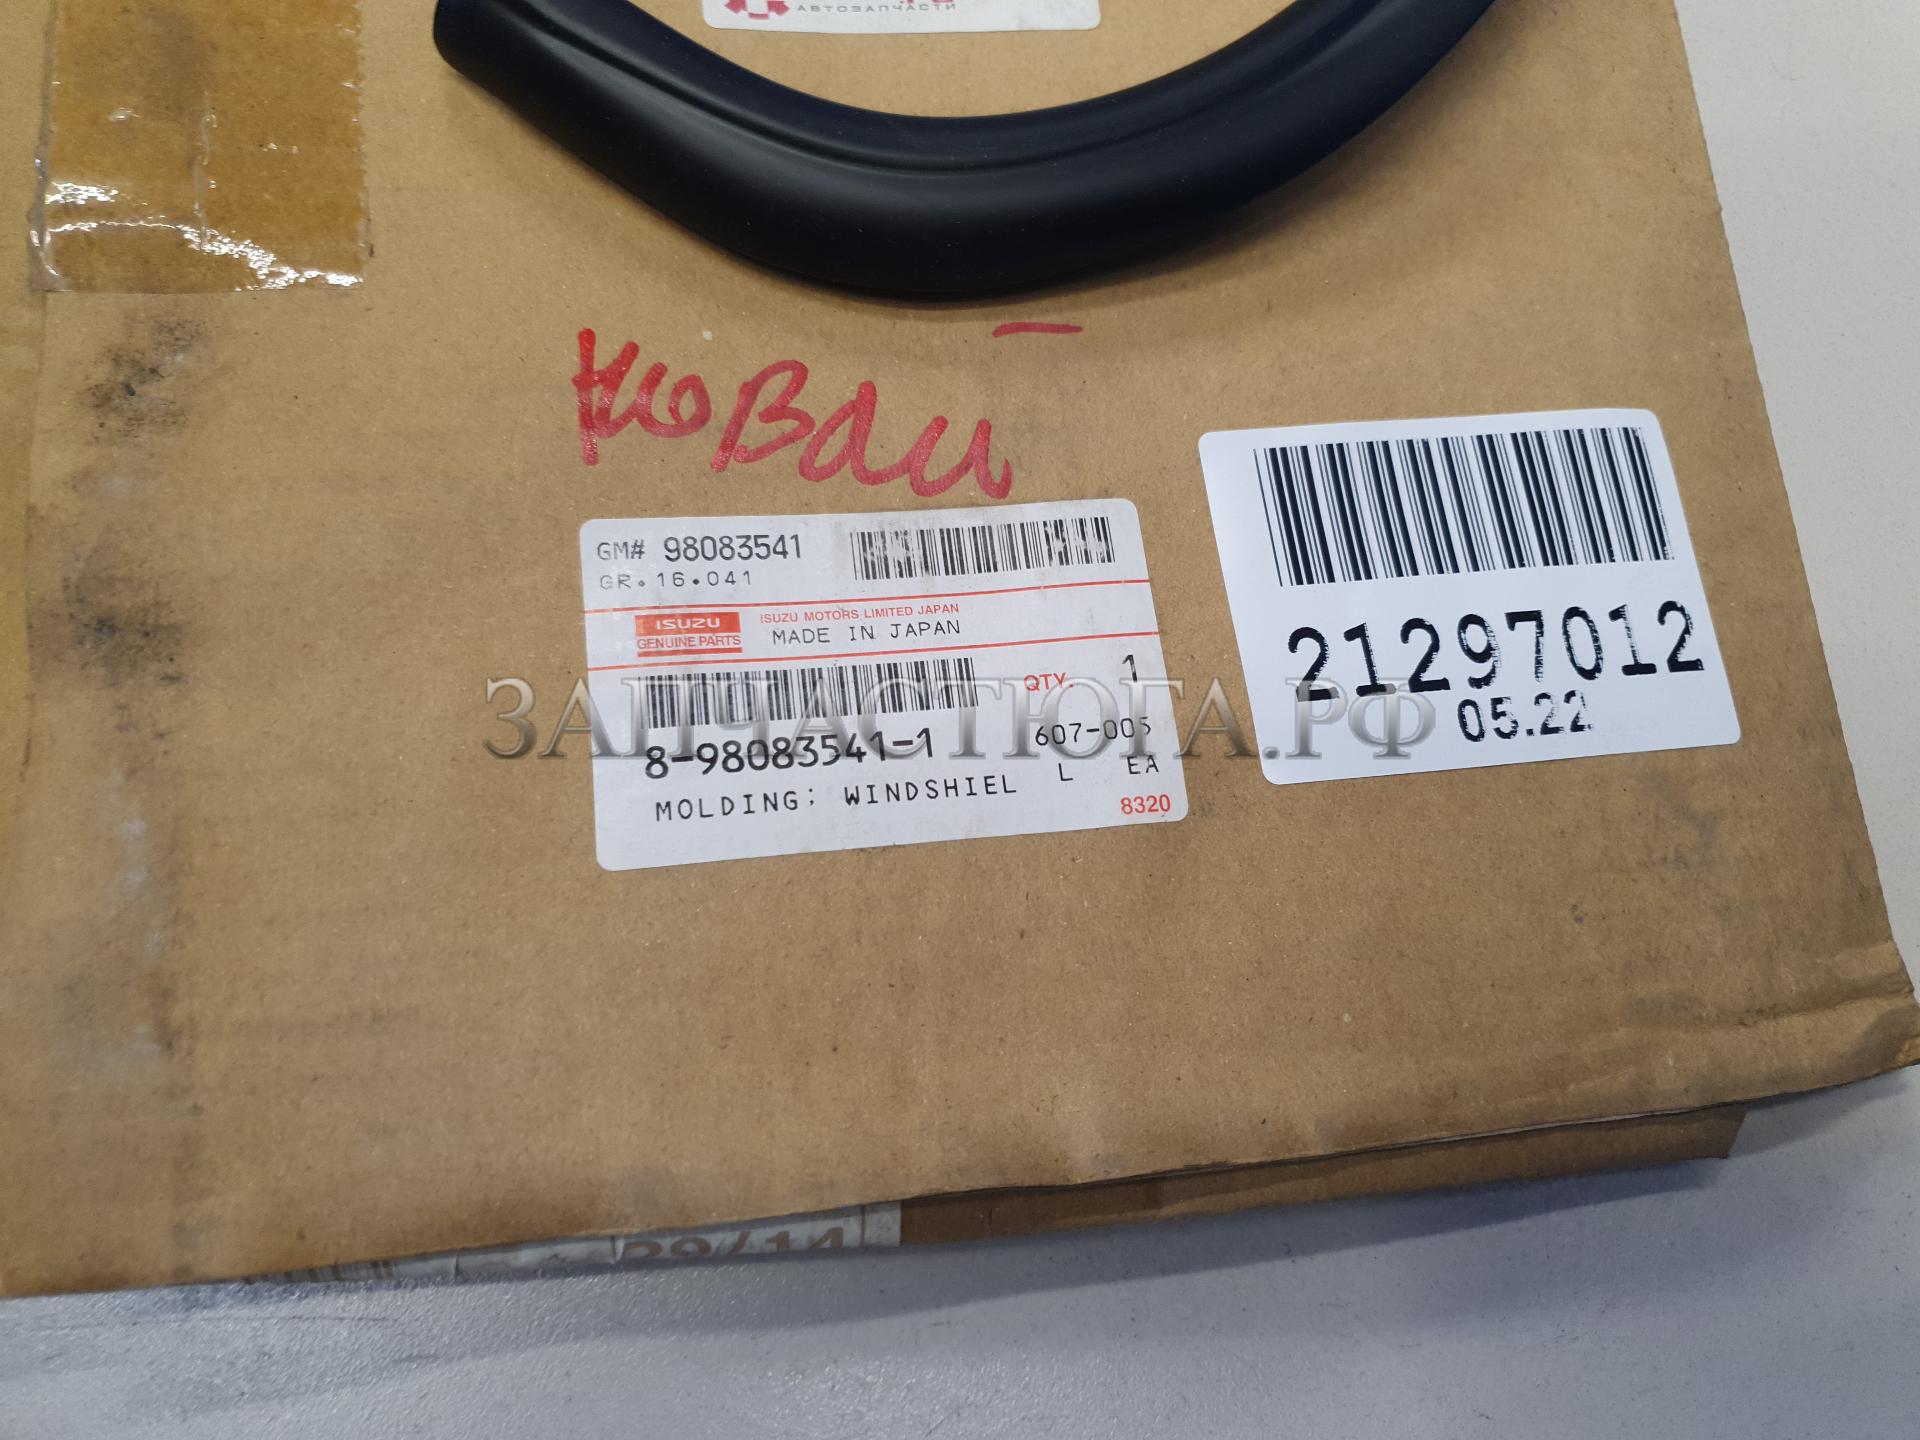 АВТОЗАПЧАСТИ
GM# 98083541
GR. 16.041
ISUZU
GENUINE PARTS
ISUZU MOTORS LIMITED JAPAN
MADE IN JAPAN
QTY. 1
8-98083541-1
607-005
MOLDING; WINDSHIEL L EA
8320
21297012
05.22
ЗАПЧАСТЮГА.РФ